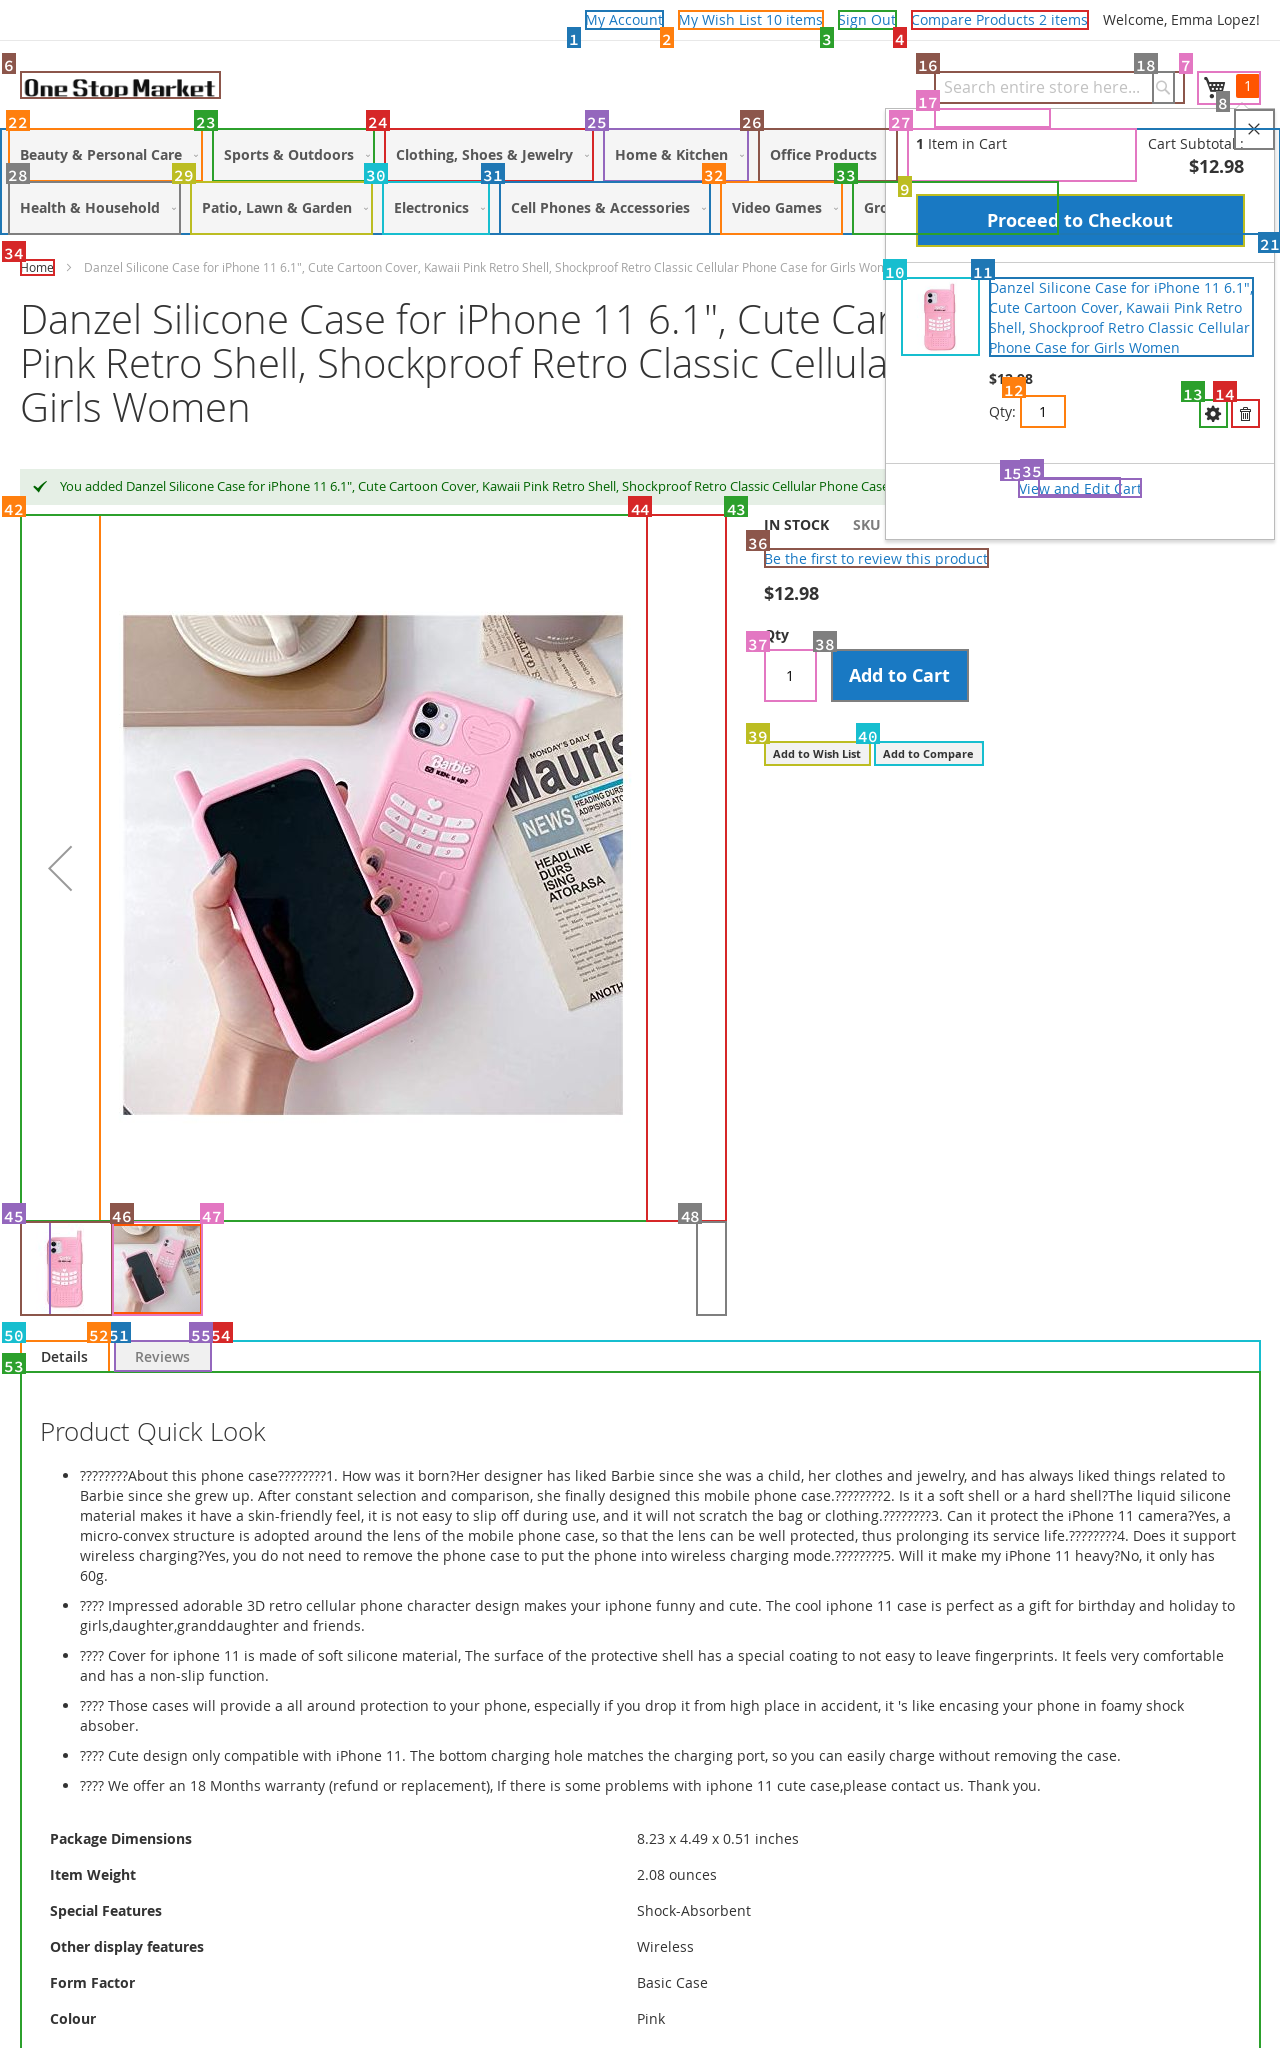 My Account
My Wish List 10 items
Sign Out
Compare Products 2 items
Welcome, Emma Lopez!
1
2
3
4
6
One Stop Market
16
Search entire store here...
18
7
1
17
8
22
23
24
25
26
27
Beauty & Personal Care
Sports & Outdoors
Clothing, Shoes & Jewelry
Home & Kitchen
Office Products
1 Item in Cart
Cart Subtotal :
$12.98
28
29
30
31
32
33
9
Health & Household
Patio, Lawn & Garden
Electronics
Cell Phones & Accessories
Video Games
Gro
Proceed to Checkout
21
34
Home
Danzel Silicone Case for iPhone 11 6.1", Cute Cartoon Cover, Kawaii Pink Retro Shell, Shockproof Retro Classic Cellular Phone Case for Girls Wom
10
11
Danzel Silicone Case for iPhone 11 6.1",
Cute Cartoon Cover, Kawaii Pink Retro
Shell, Shockproof Retro Classic Cellular
Phone Case for Girls Women
$12.98
12
Qty:
1
13
14
Danzel Silicone Case for iPhone 11 6.1", Cute Car
Pink Retro Shell, Shockproof Retro Classic Cellula
Girls Women
15
35
View and Edit Cart
You added Danzel Silicone Case for iPhone 11 6.1", Cute Cartoon Cover, Kawaii Pink Retro Shell, Shockproof Retro Classic Cellular Phone Case
42
44
43
IN STOCK
SKU
36
Be the first to review this product
$12.98
37
Qty
38
1
Add to Cart
39
40
Add to Wish List
Add to Compare
MONDAY'S DAILY
Mauris
Barbie
KEN: u up?
HEADING DURS
ADIPISING
NEWS
HEADLINE
DURS
ISING
ATORASA
ANOTH
45
46
47
48
50
52
51
55
54
Details
Reviews
53
Product Quick Look
• ????????About this phone case????????1. How was it born?Her designer has liked Barbie since she was a child, her clothes and jewelry, and has always liked things related to
Barbie since she grew up. After constant selection and comparison, she finally designed this mobile phone case.????????2. Is it a soft shell or a hard shell?The liquid silicone
material makes it have a skin-friendly feel, it is not easy to slip off during use, and it will not scratch the bag or clothing.????????3. Can it protect the iPhone 11 camera?Yes, a
micro-convex structure is adopted around the lens of the mobile phone case, so that the lens can be well protected, thus prolonging its service life.????????4. Does it support
wireless charging?Yes, you do not need to remove the phone case to put the phone into wireless charging mode.????????5. Will it make my iPhone 11 heavy?No, it only has
60g.
• ???? Impressed adorable 3D retro cellular phone character design makes your iphone funny and cute. The cool iphone 11 case is perfect as a gift for birthday and holiday to
girls,daughter,granddaughter and friends.
• ???? Cover for iphone 11 is made of soft silicone material, The surface of the protective shell has a special coating to not easy to leave fingerprints. It feels very comfortable
and has a non-slip function.
• ???? Those cases will provide a all around protection to your phone, especially if you drop it from high place in accident, it 's like encasing your phone in foamy shock
absober.
• ???? Cute design only compatible with iPhone 11. The bottom charging hole matches the charging port, so you can easily charge without removing the case.
• ???? We offer an 18 Months warranty (refund or replacement), If there is some problems with iphone 11 cute case,please contact us. Thank you.
Package Dimensions
8.23 x 4.49 x 0.51 inches
Item Weight
2.08 ounces
Special Features
Shock-Absorbent
Other display features
Wireless
Form Factor
Basic Case
Colour
Pink